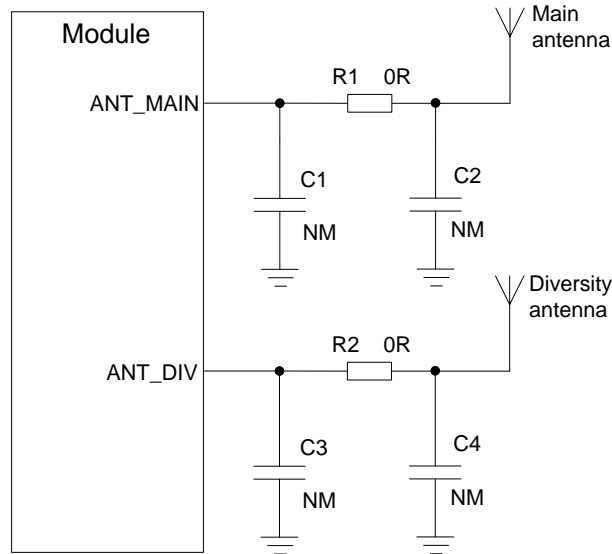 Module
Main
antenna
R1 0R
ANT_MAIN
C1
C2
NM
NM
Diversity
antenna
R2 0R
ANT_DIV
C3
C4
NM
NM